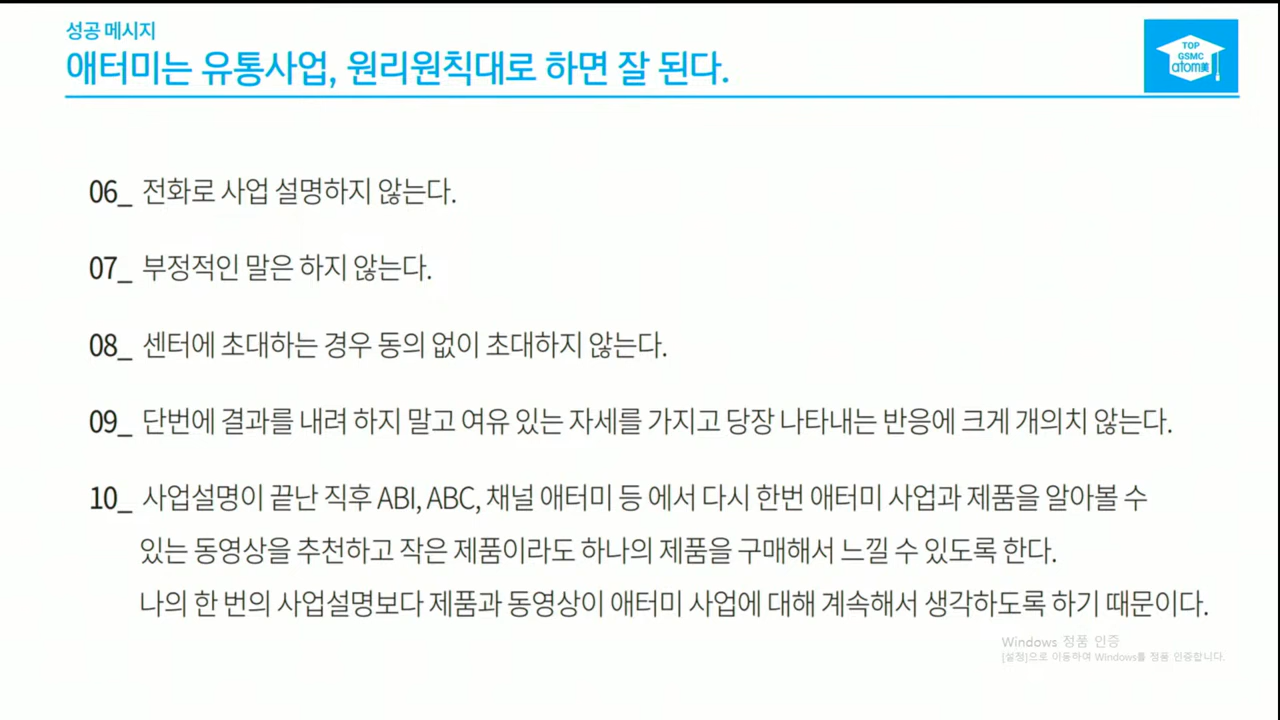 성공 메시지
애터미는 유통사업, 원리원칙대로 하면 잘 된다.
TOP
GSMC
atom美
06_ 전화로 사업 설명하지 않는다.
07_ 부정적인 말은 하지 않는다.
08_ 센터에 초대하는 경우 동의 없이 초대하지 않는다.
09_ 단번에 결과를 내려 하지 말고 여유 있는 자세를 가지고 당장 나타내는 반응에 크게 개의치 않는다.
10_ 사업설명이 끝난 직후 ABI, ABC, 채널 애터미 등 에서 다시 한번 애터미 사업과 제품을 알아볼 수
있는 동영상을 추천하고 작은 제품이라도 하나의 제품을 구매해서 느낄 수 있도록 한다.
나의 한 번의 사업설명보다 제품과 동영상이 애터미 사업에 대해 계속해서 생각하도록 하기 때문이다.
Windows 정품 인증
[설정]으로 이동하여 Windows를 정품 인증합니다.